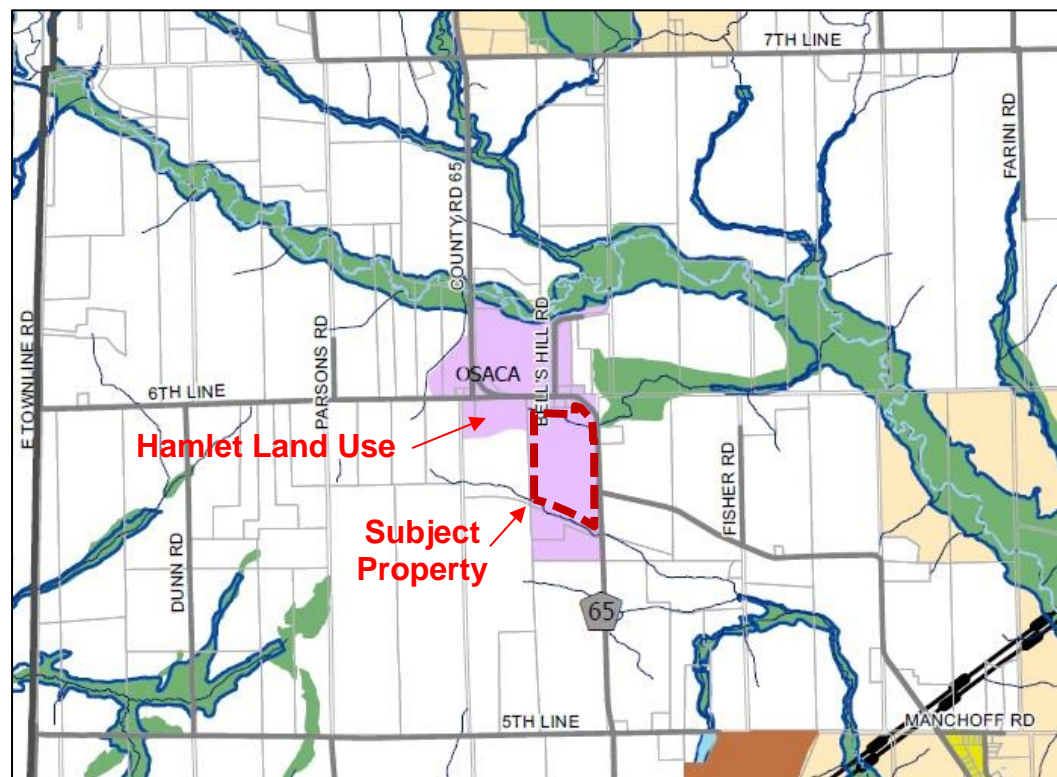 7TH LINE
FARINI RD
COUNTY RD 65
E TOWNLINE RD
PARSONS RD
BELL'S HILL RD
OSACA
6TH LINE
Hamlet Land Use
FISHER RD
Subject
Property
DUNN RD
65
5TH LINE
MANCHOFF RD